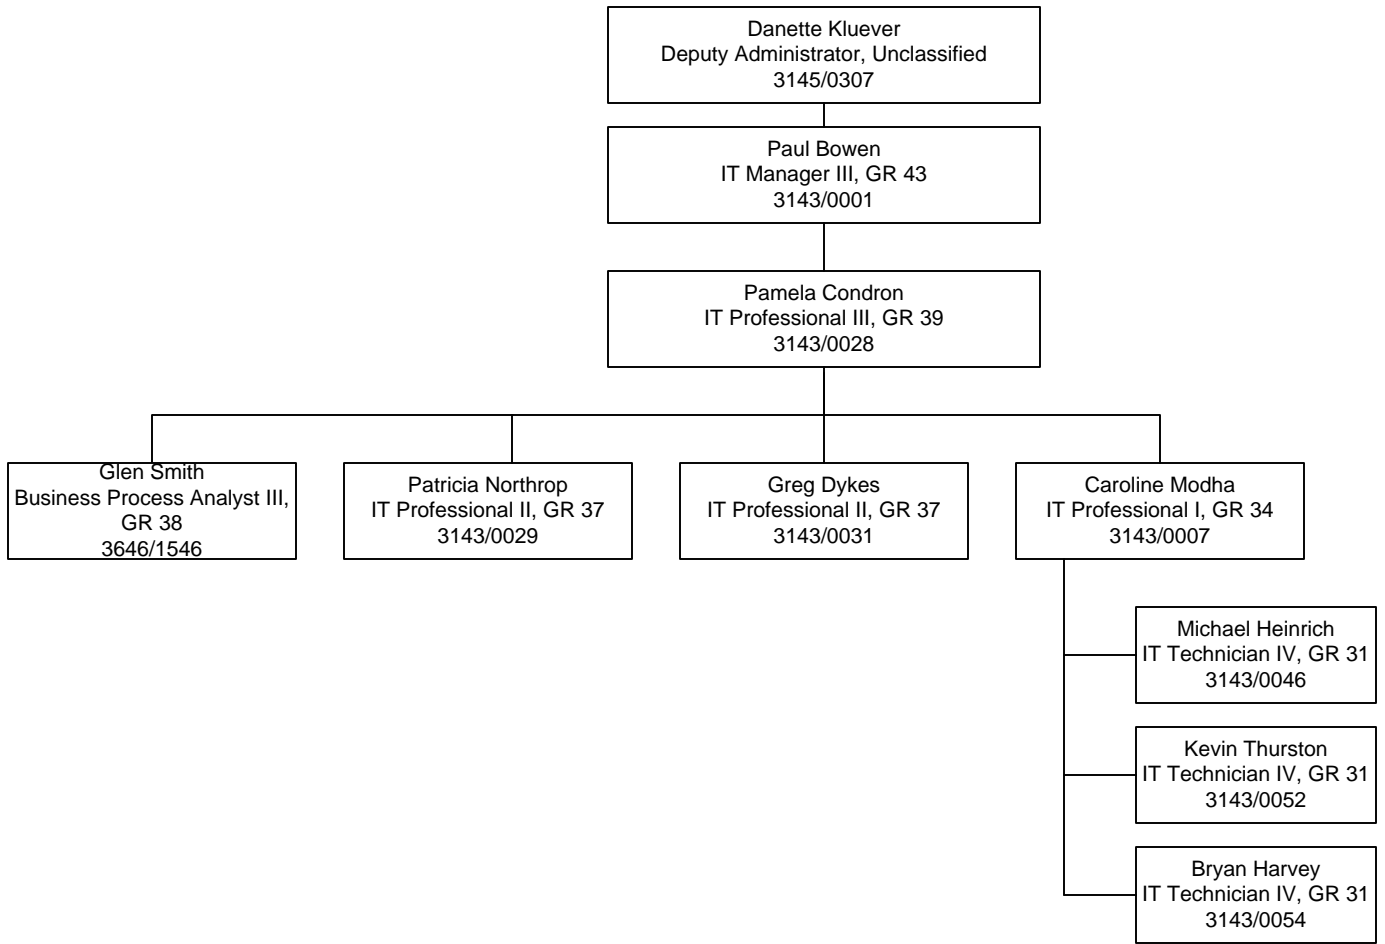 Danette Kluever
Deputy Administrator, Unclassified
3145/0307
Paul Bowen
IT Manager III, GR 43
3143/0001
Pamela Condron
IT Professional III, GR 39
3143/0028
Glen Smith
Business Process Analyst III,
GR 38
3646/1546
Patricia Northrop
IT Professional II, GR 37
3143/0029
Greg Dykes
IT Professional II, GR 37
3143/0031
Caroline Modha
IT Professional I, GR 34
3143/0007
Michael Heinrich
IT Technician IV, GR 31
3143/0046
Kevin Thurston
IT Technician IV, GR 31
3143/0052
Bryan Harvey
IT Technician IV, GR 31
3143/0054